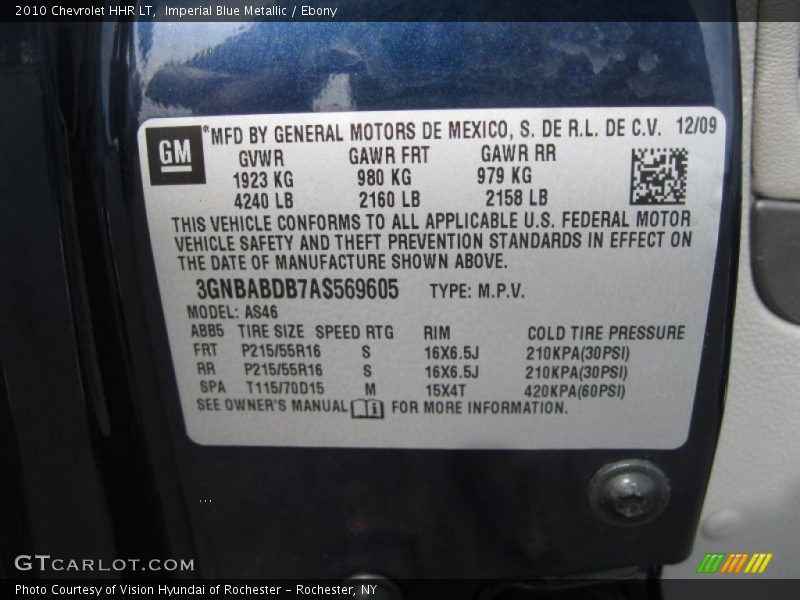 2010 Chevrolet HHR LT,  Imperial Blue Metallic / Ebony
GM
*MFD BY GENERAL MOTORS DE MEXICO, S. DE R.L. DE C.V. 12/09
GVWR GAWR FRT GAWR RR
1923 KG 980 KG 979 KG
4240 LB 2160 LB 2158 LB
THIS VEHICLE CONFORMS TO ALL APPLICABLE U.S. FEDERAL MOTOR
VEHICLE SAFETY AND THEFT PREVENTION STANDARDS IN EFFECT ON
THE DATE OF MANUFACTURE SHOWN ABOVE.
3GNBABDB7AS569605 TYPE: M.P.V.
MODEL: AS46
ABB5 TIRE SIZE SPEED RTG RIM COLD TIRE PRESSURE
FRT P215/55R16 S 16X6.5J 210KPA(30PSI)
RR P215/55R16 S 16X6.5J 210KPA(30PSI)
SPA T115/70D15 M 15X4T 420KPA(60PSI)
SEE OWNER'S MANUAL FOR MORE INFORMATION.
GTCARLOT.COM
Photo Courtesy of Vision Hyundai of Rochester – Rochester, NY